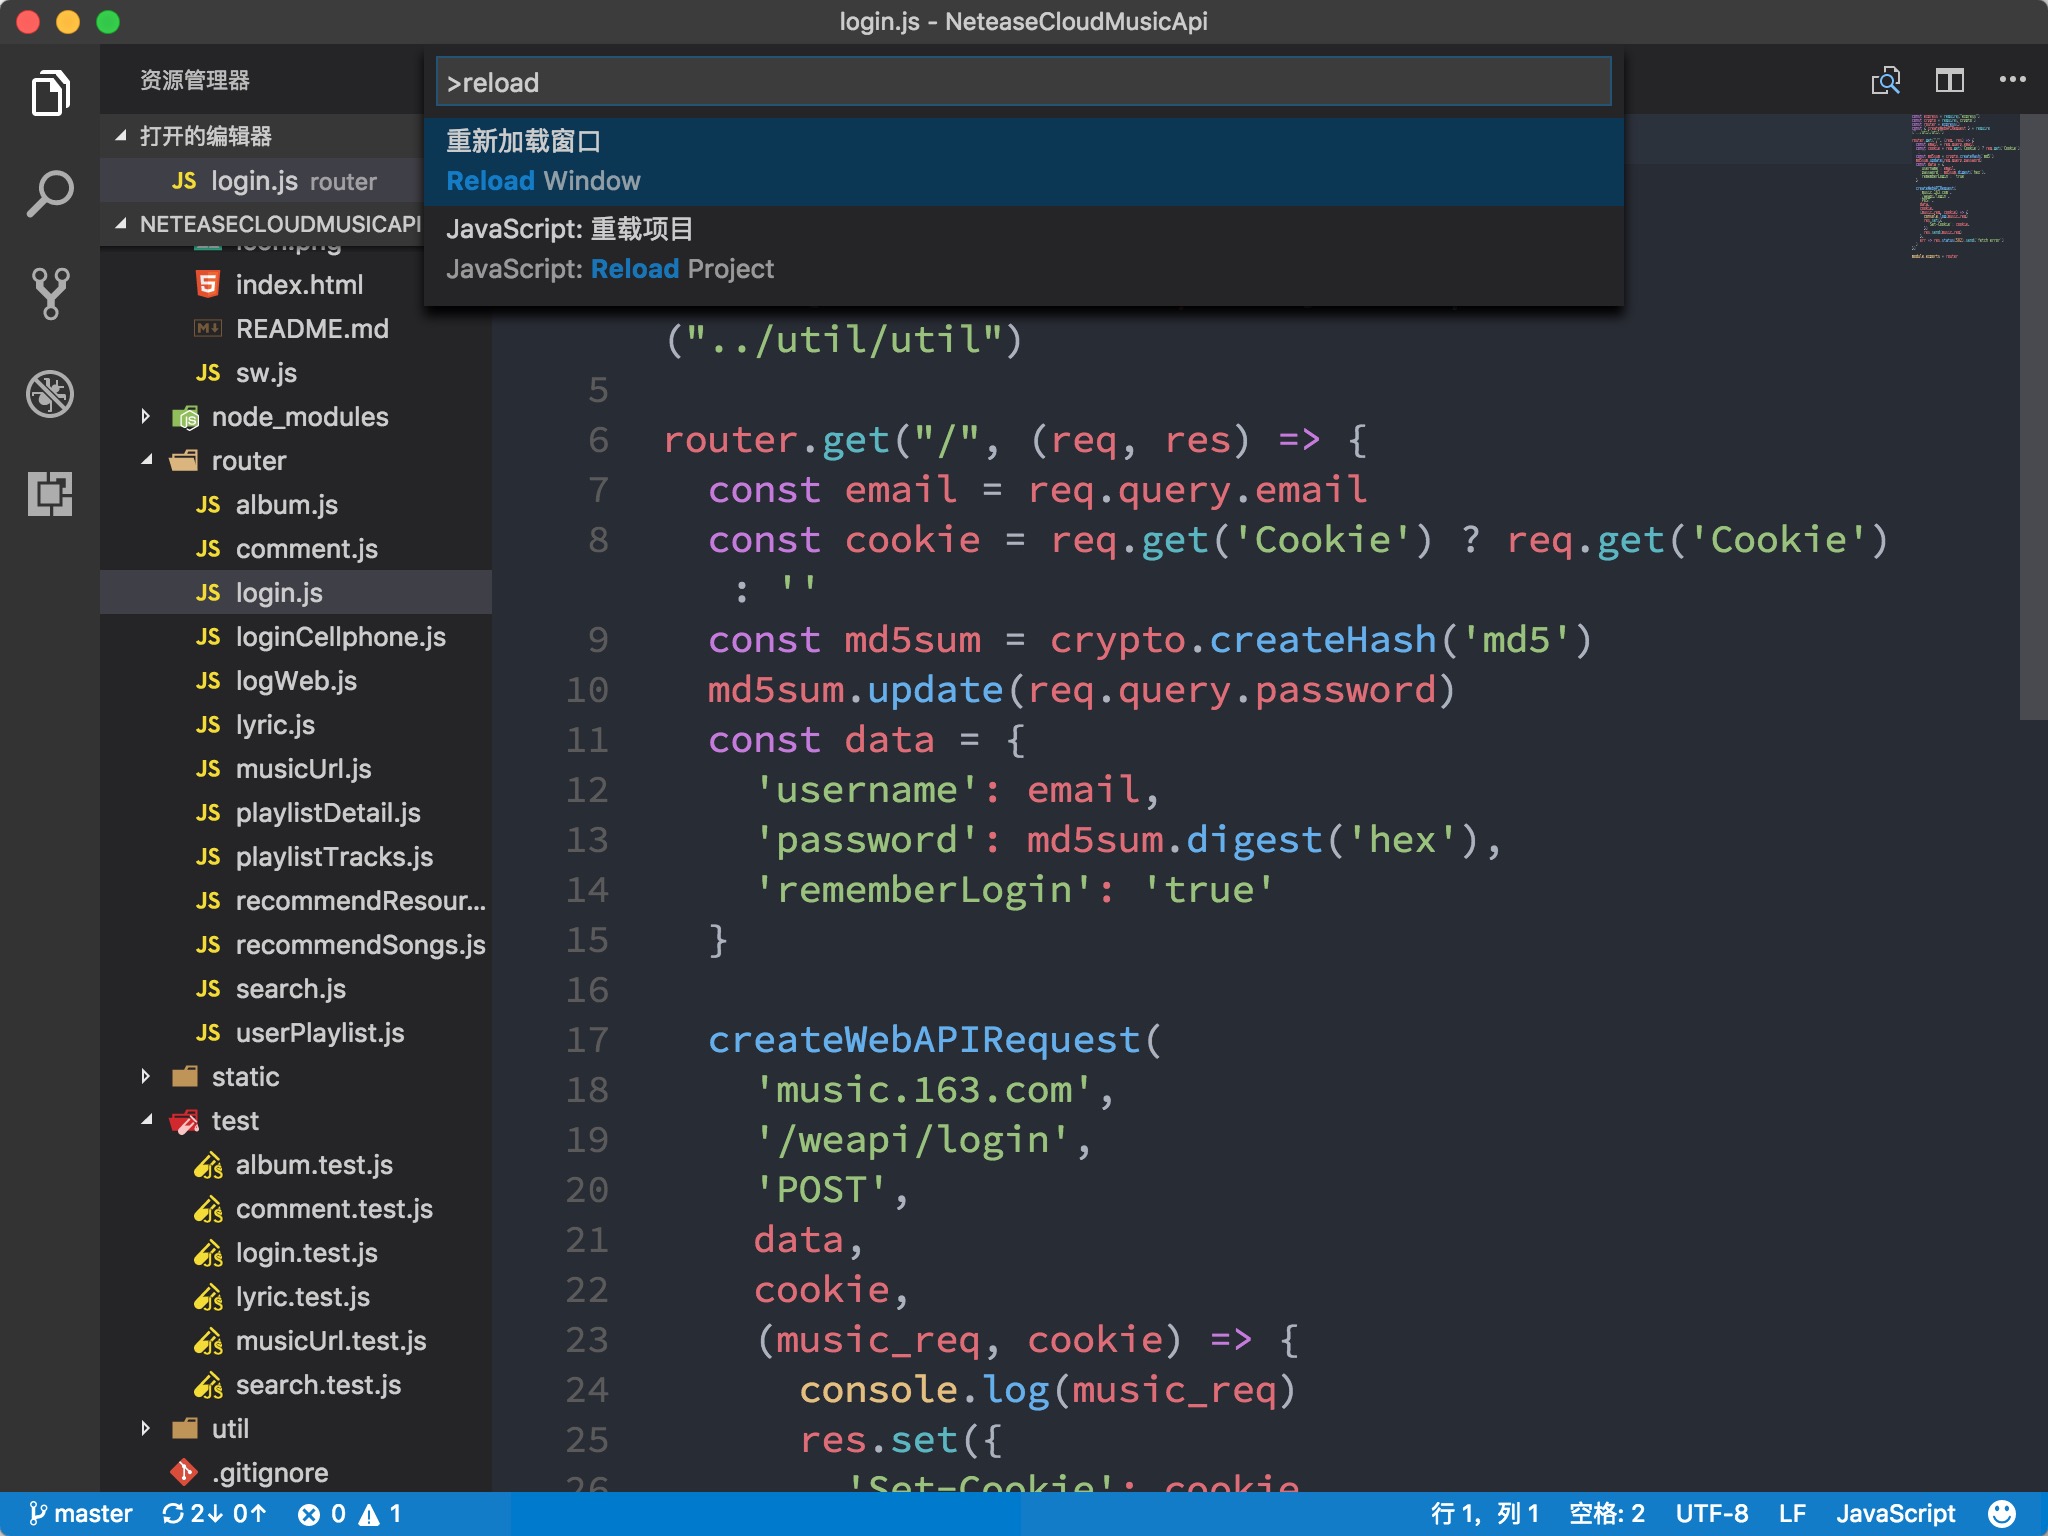 login.js - NeteaseCloudMusicApi
资源管理器
打开的编辑器
JS login.js router
NETEASECLOUDMUSICAPI
icon.png
index.html
M↓ README.md
JS sw.js
node_modules
router
JS album.js
JS comment.js
JS login.js
JS loginCellphone.js
JS logWeb.js
JS lyric.js
JS musicUrl.js
JS playlistDetail.js
JS playlistTracks.js
JS recommendResour...
JS recommendSongs.js
JS search.js
JS userPlaylist.js
static
test
album.test.js
comment.test.js
login.test.js
lyric.test.js
musicUrl.test.js
search.test.js
util
.gitignore
>reload
重新加载窗口
Reload Window
JavaScript: 重载项目
JavaScript: Reload Project
("../util/util")
5
6 router.get("/", (req, res) => {
7 const email = req.query.email
8 const cookie = req.get('Cookie') ? req.get('Cookie')
: ''
9 const md5sum = crypto.createHash('md5')
10 md5sum.update(req.query.password)
11 const data = {
12 'username': email,
13 'password': md5sum.digest('hex'),
14 'rememberLogin': 'true'
15 }
16
17 createWebAPIRequest(
18 'music.163.com',
19 '/weapi/login',
20 'POST',
21 data,
22 cookie,
23 (music_req, cookie) => {
24 console.log(music_req)
25 res.set({
26 'Set-Cookie': cookie
master 2↓ 0↑ 0 1
行 1，列 1 空格: 2 UTF-8 LF JavaScript